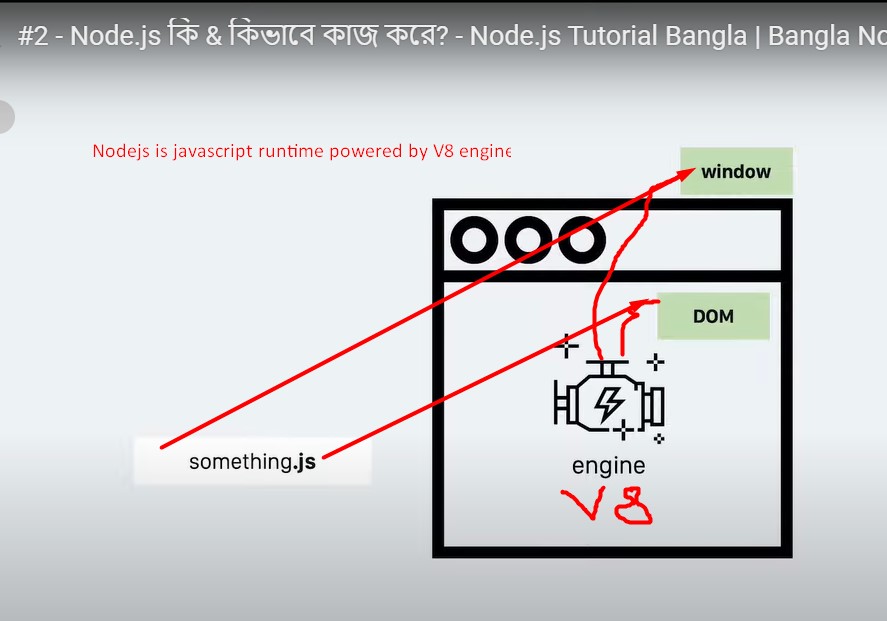 #2 - Node.js কি & কিভাবে কাজ করে? - Node.js Tutorial Bangla | Bangla No
Nodejs is javascript runtime powered by V8 engine
window
DOM
something.js
engine
V8